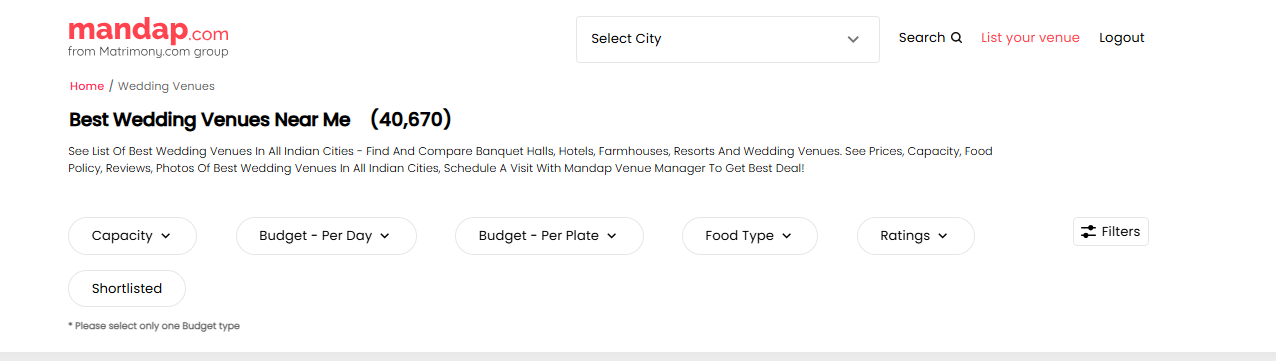 mandap.com
from Matrimony.com group
Select City
Search
List your venue
Logout
Home / Wedding Venues
Best Wedding Venues Near Me (40,670)
See List Of Best Wedding Venues In All Indian Cities - Find And Compare Banquet Halls, Hotels, Farmhouses, Resorts And Wedding Venues. See Prices, Capacity, Food
Policy, Reviews, Photos Of Best Wedding Venues In All Indian Cities, Schedule A Visit With Mandap Venue Manager To Get Best Deal!
Capacity
Budget - Per Day
Budget - Per Plate
Food Type
Ratings
Filters
Shortlisted
* Please select only one Budget type